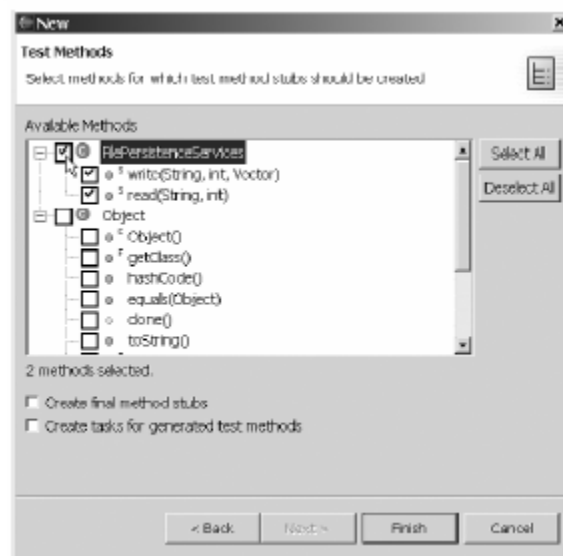 New
Test Methods
Select methods for which test method stubs should be created
Available Methods
FilePersistenceServices
Select All
write(String, int, Vector)
Deselect All
read(String, int)
Object
Object()
getClass()
hashCode()
equals(Object)
clone()
toString()
2 methods selected.
Create final method stubs
Create tasks for generated test methods
< Back Next > Finish Cancel